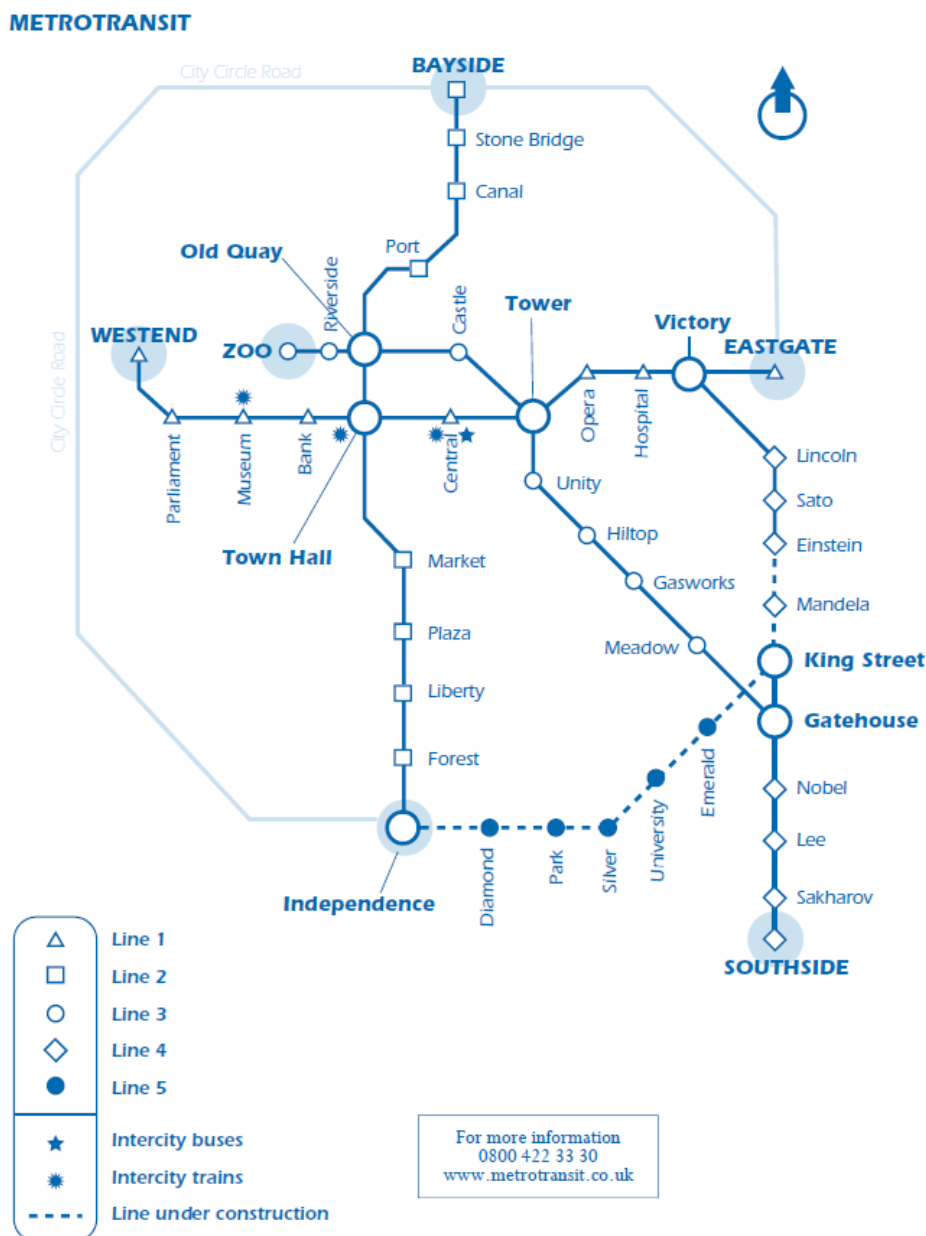 METROTRANSIT
City Circle Road
BAYSIDE
Stone Bridge
Canal
Port
Old Quay
Riverside
Castle
Tower
Victory
WESTEND
ZOO
EASTGATE
City Circle Road
Parliament
Museum
Bank
Central
Opera
Hospital
Lincoln
Unity
Sato
Hiltop
Einstein
Town Hall
Market
Gasworks
Mandela
Plaza
Meadow
King Street
Liberty
Gatehouse
Forest
Emerald
Nobel
University
Diamond
Park
Silver
Lee
Independence
Sakharov
SOUTHSIDE
Line 1
Line 2
Line 3
Line 4
Line 5
Intercity buses
Intercity trains
Line under construction
For more information
0800 422 33 30
www.metrotransit.co.uk